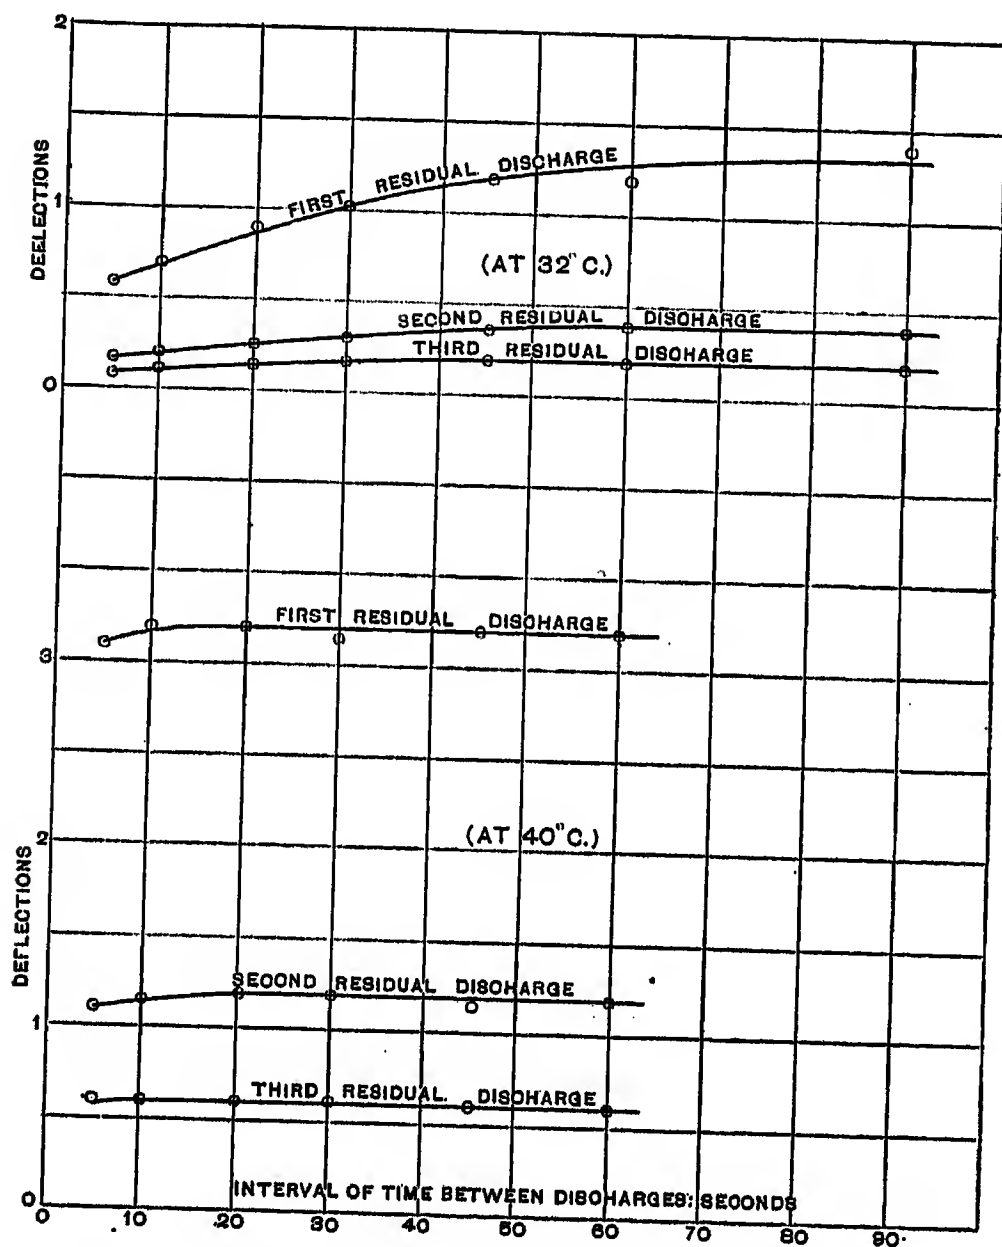 2
DEELECTIONS
FIRST RESIDUAL DISCHARGE
1
(AT 32"C.)
SECOND RESIDUAL DISCHARGE
THIRD RESIDUAL DISCHARGE
0
FIRST RESIDUAL DISCHARGE
3
2
(AT 40"C.)
DEFLECTIONS
SECOND RESIDUAL DISCHARGE
1
THIRD RESIDUAL. DISCHARGE
0
INTERVAL OF TIME BETWEEN DISCHARGES: SECONDS
0 10 20 30 40 50 60 70 80 90